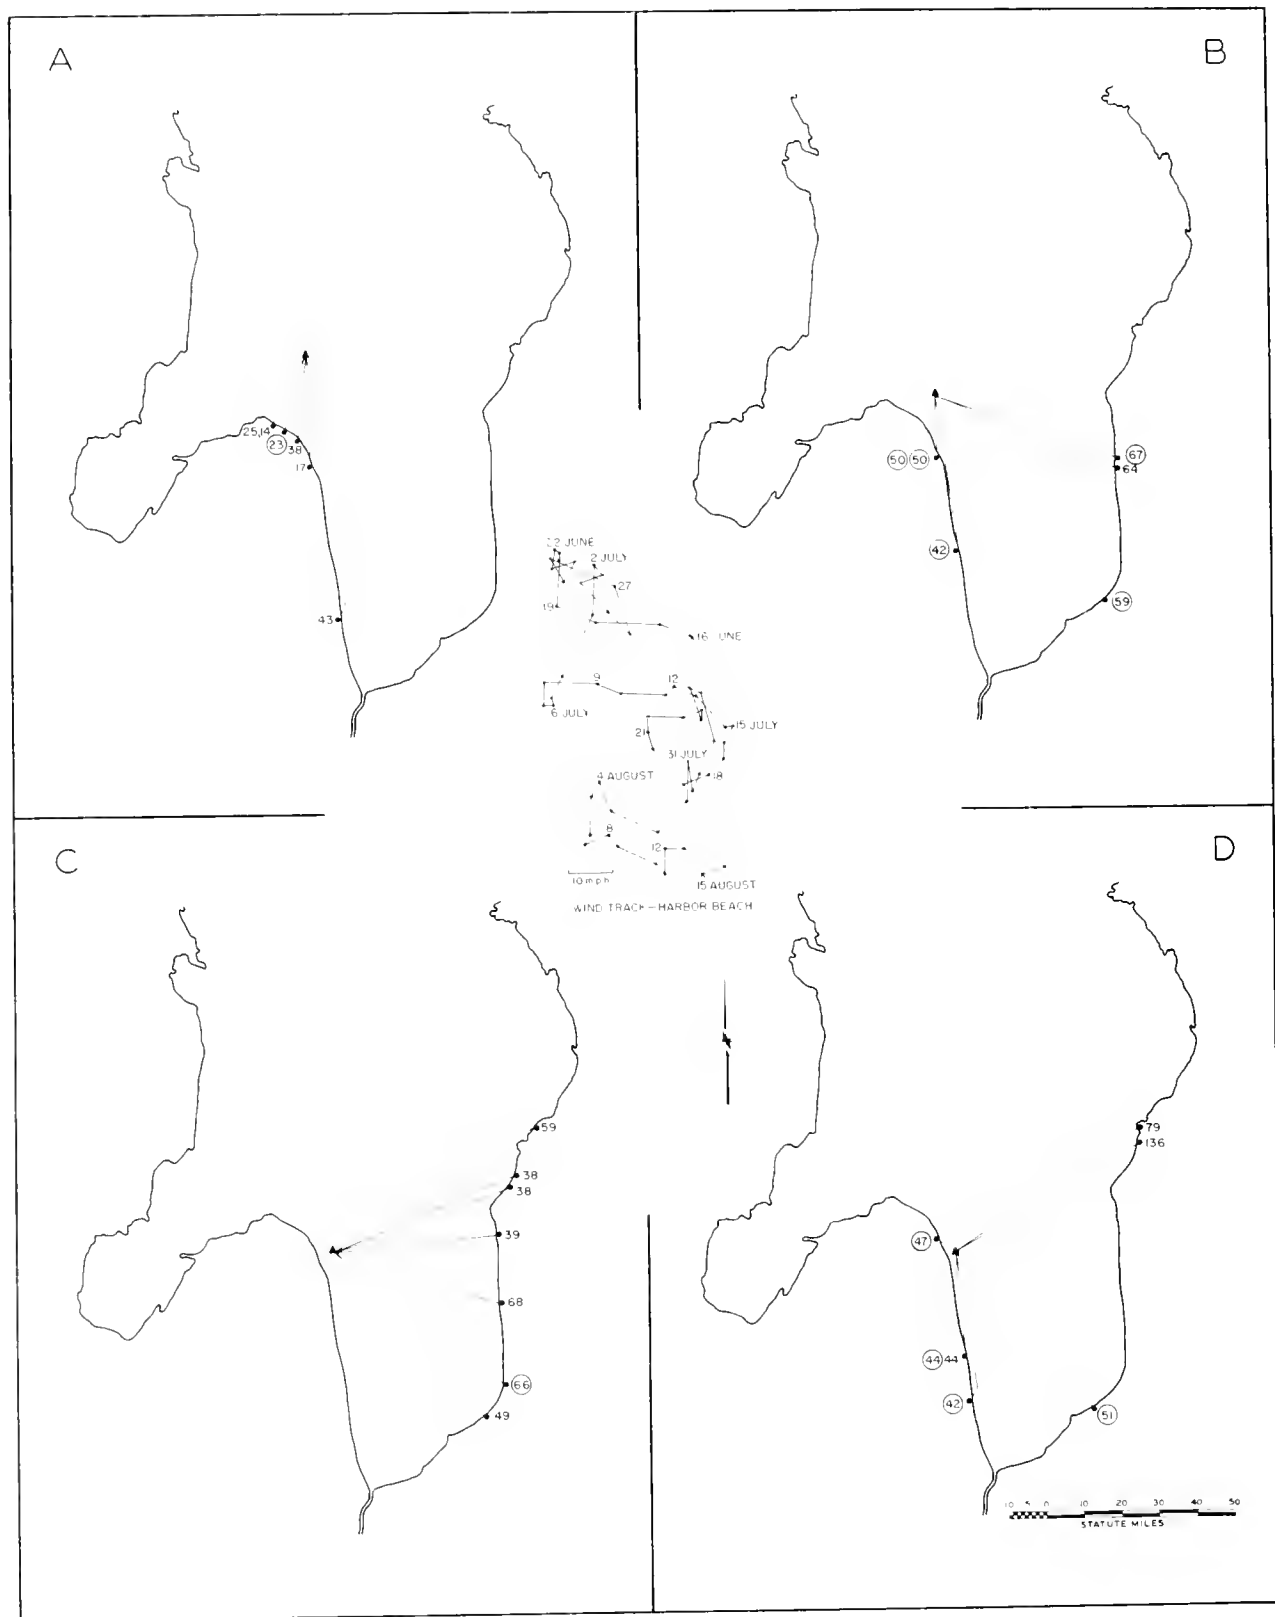 A
25,14
23
38
17
43
B
50 50
67
64
42
59
22 JUNE
2 JULY
27
19
16 JUNE
9
12
6 JULY
15 JULY
21
31 JULY
18
4 AUGUST
8
12
10 mph
15 AUGUST
WIND TRACK — HARBOR BEACH
C
59
38
38
39
68
66
49
D
79
136
47
44 44
42
51
10 5 0 10 20 30 40 50
STATUTE MILES